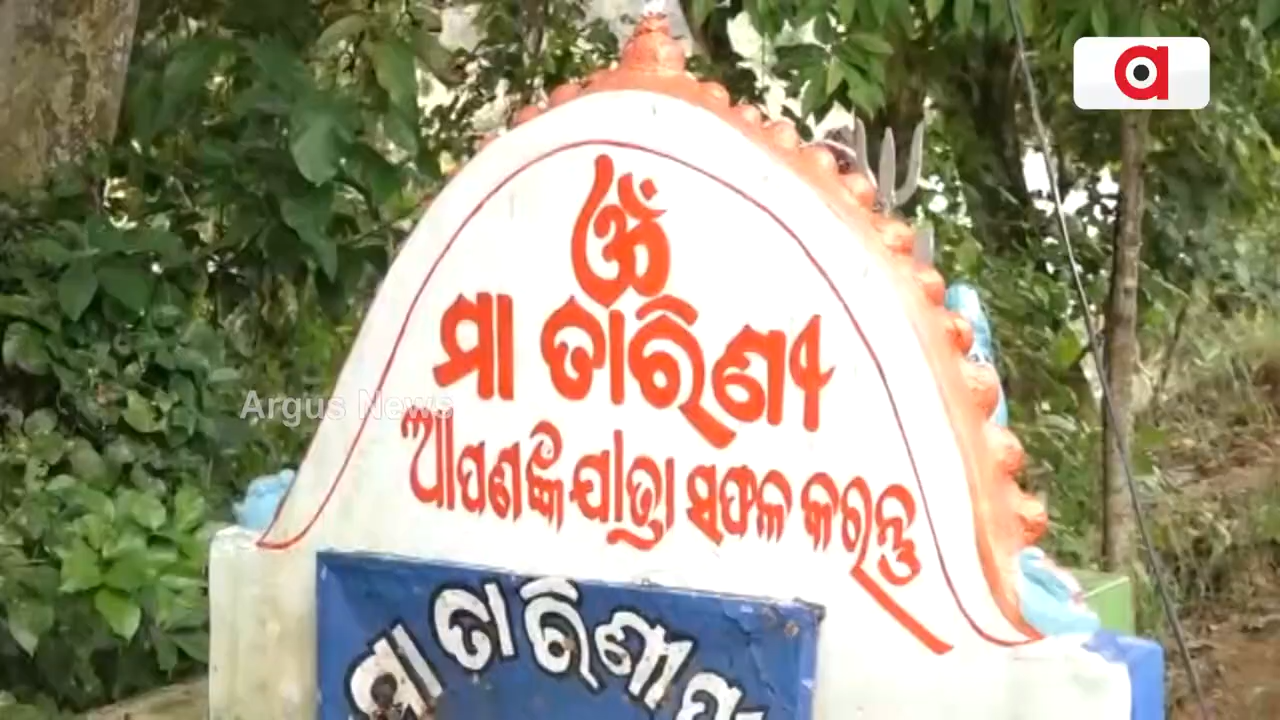 a
ଓଁ
ମା ତାରିଣୀ
Argus News
ଆପଣଙ୍କ ଯାତ୍ରା ସଫଳ କରନ୍ତୁ
ମା ତାରିଣୀ